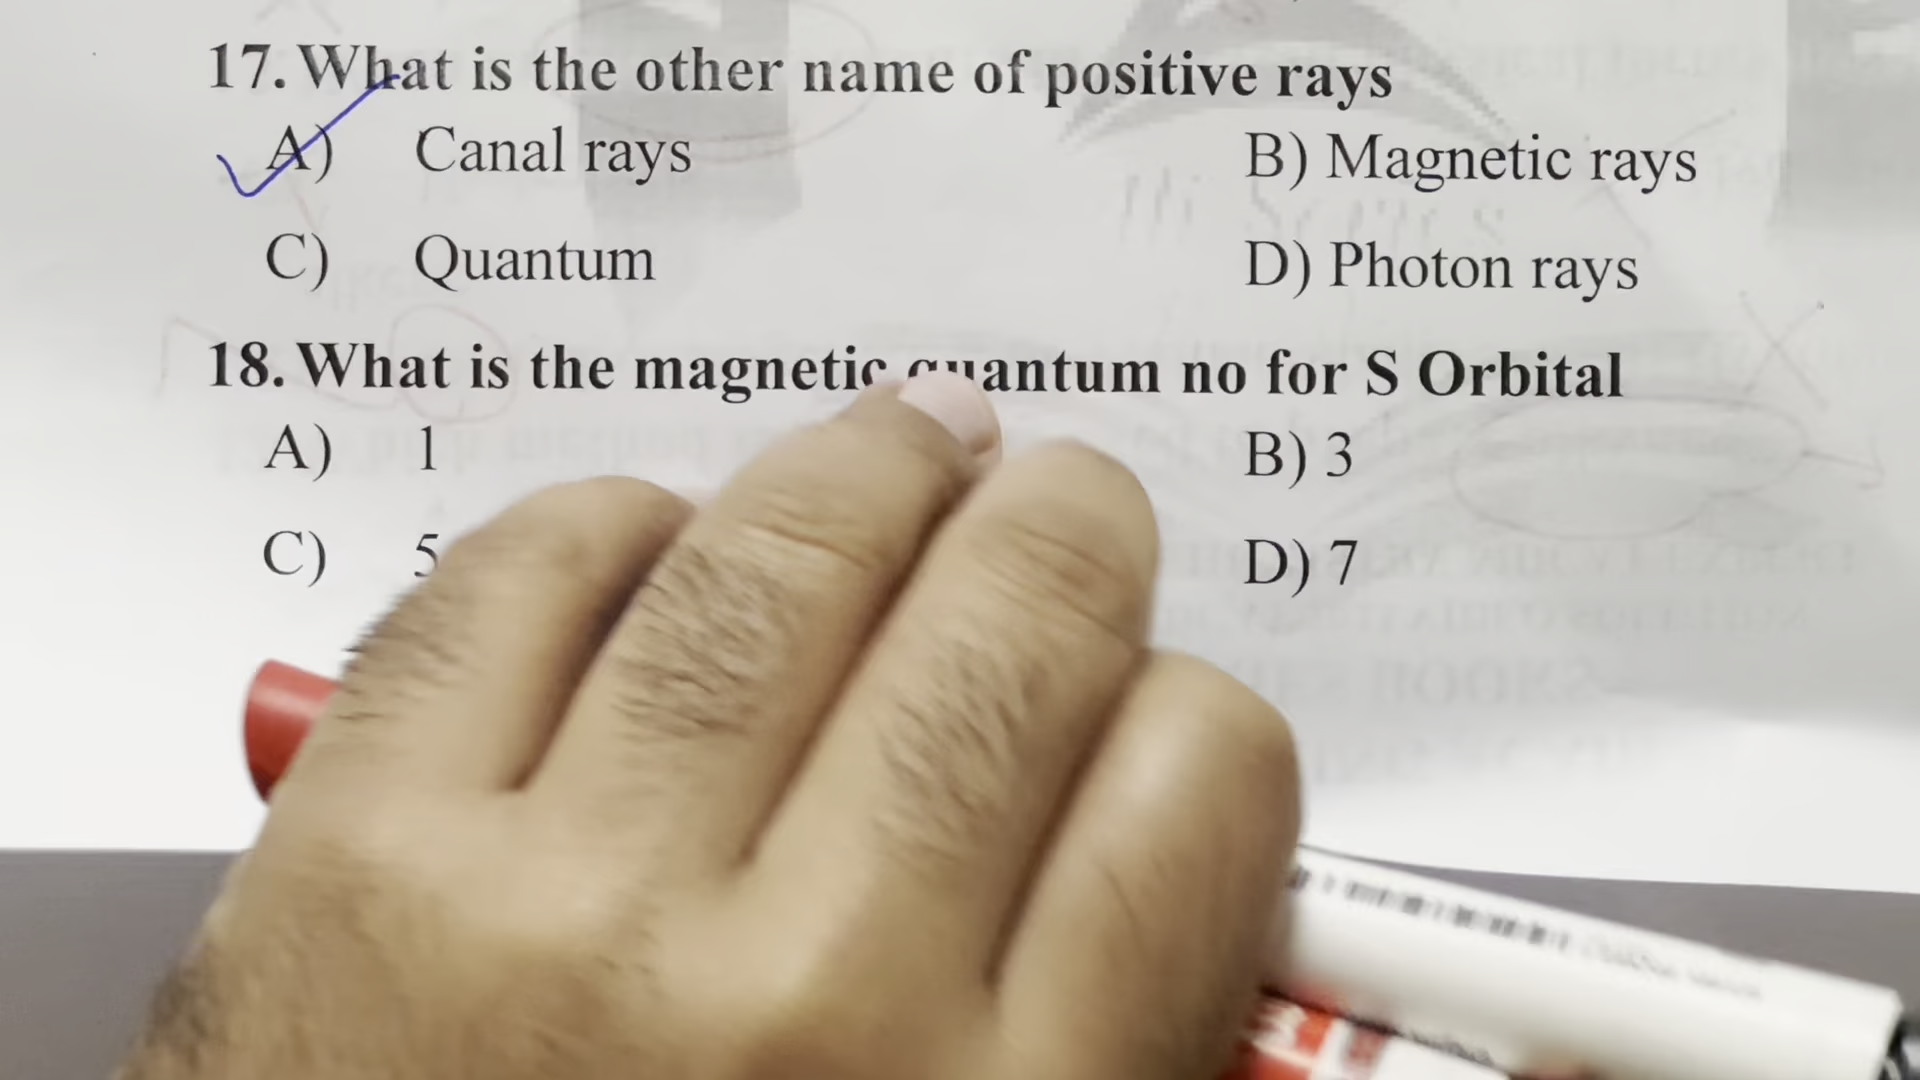 17. What is the other name of positive rays
A) Canal rays B) Magnetic rays
C) Quantum D) Photon rays
18. What is the magnetic quantum no for S Orbital
A) 1 B) 3
C) 5 D) 7